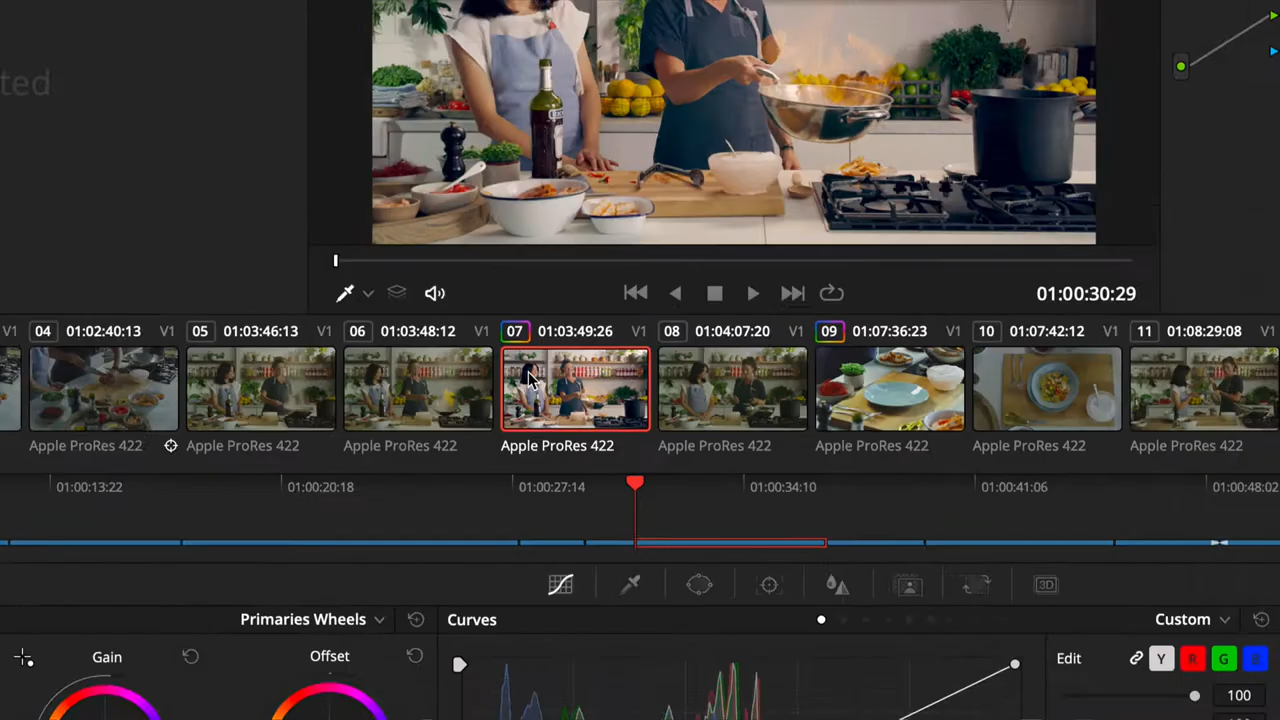 ted
01:00:30:29
V1 04 01:02:40:13 V1 05 01:03:46:13 V1 06 01:03:48:12 V1 07 01:03:49:26 V1 08 01:04:07:20 V1 09 01:07:36:23 V1 10 01:07:42:12 V1 11 01:08:29:08 V1
Apple ProRes 422 Apple ProRes 422 Apple ProRes 422 Apple ProRes 422 Apple ProRes 422 Apple ProRes 422 Apple ProRes 422 Apple ProRes 422
01:00:13:22 01:00:20:18 01:00:27:14 01:00:34:10 01:00:41:06 01:00:48:02
3D
Primaries Wheels Curves Custom
Gain Offset Edit Y R G B
100